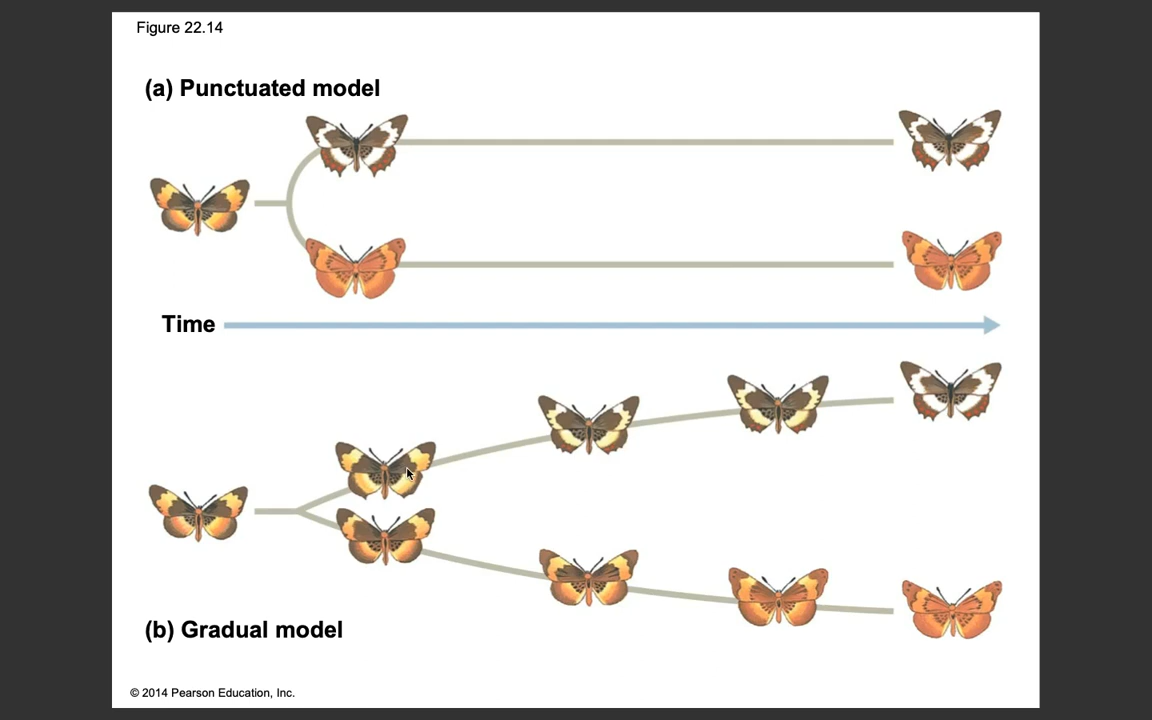 Figure 22.14
(a) Punctuated model
Time
(b) Gradual model
© 2014 Pearson Education, Inc.